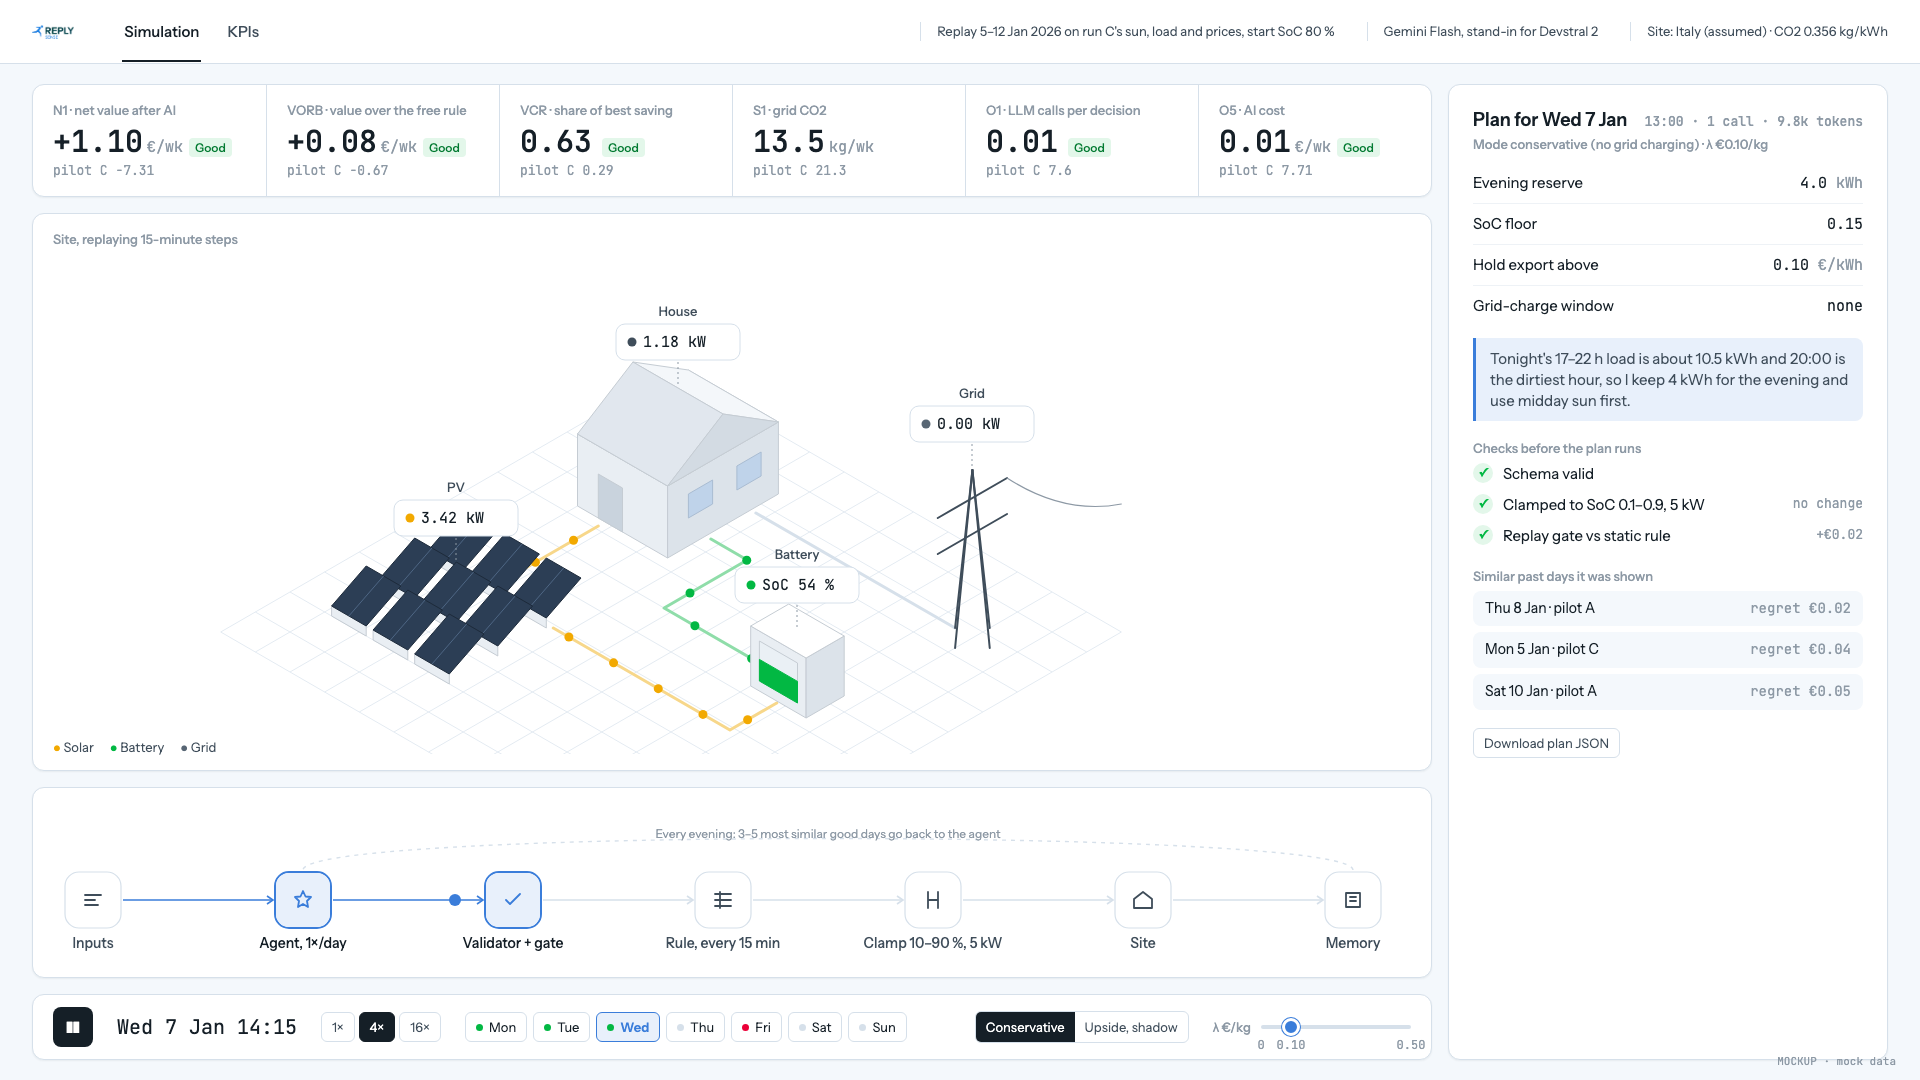 REPLY
Simulation
KPIs
Replay 5–12 Jan 2026 on run C's sun, load and prices, start SoC 80 %
Gemini Flash, stand-in for Devstral 2
Site: Italy (assumed) · CO2 0.356 kg/kWh
N1 · net value after AI
+1.10 €/wk Good
pilot C -7.31
VORB · value over the free rule
+0.08 €/wk Good
pilot C -0.67
VCR · share of best saving
0.63 Good
pilot C 0.29
S1 · grid CO2
13.5 kg/wk
pilot C 21.3
O1 · LLM calls per decision
0.01 Good
pilot C 7.6
O5 · AI cost
0.01 €/wk Good
pilot C 7.71
Site, replaying 15-minute steps
House
1.18 kW
Grid
0.00 kW
PV
3.42 kW
Battery
SoC 54 %
Solar
Battery
Grid
Every evening: 3–5 most similar good days go back to the agent
Inputs
Agent, 1×/day
Validator + gate
Rule, every 15 min
Clamp 10–90 %, 5 kW
Site
Memory
Wed 7 Jan 14:15
1×
4×
16×
Mon
Tue
Wed
Thu
Fri
Sat
Sun
Conservative
Upside, shadow
λ €/kg
0
0.10
0.50
Plan for Wed 7 Jan
13:00 · 1 call · 9.8k tokens
Mode conservative (no grid charging) · λ €0.10/kg
Evening reserve 4.0 kWh
SoC floor 0.15
Hold export above 0.10 €/kWh
Grid-charge window none
Tonight's 17–22 h load is about 10.5 kWh and 20:00 is
the dirtiest hour, so I keep 4 kWh for the evening and
use midday sun first.
Checks before the plan runs
Schema valid
Clamped to SoC 0.1–0.9, 5 kW no change
Replay gate vs static rule +€0.02
Similar past days it was shown
Thu 8 Jan · pilot A regret €0.02
Mon 5 Jan · pilot C regret €0.04
Sat 10 Jan · pilot A regret €0.05
Download plan JSON
MOCKUP · mock data